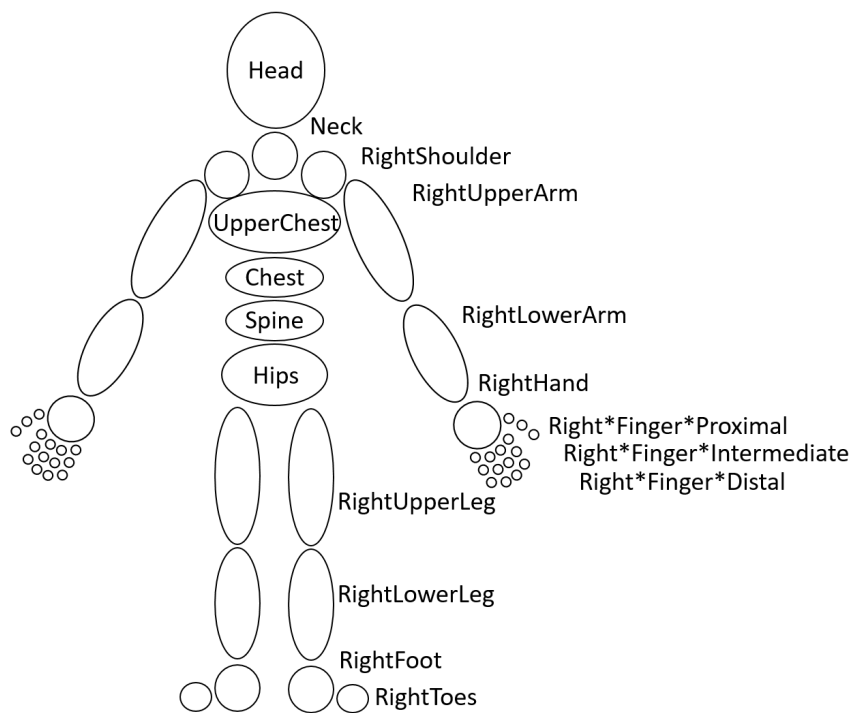 Head
Neck
RightShoulder
RightUpperArm
UpperChest
Chest
Spine
RightLowerArm
Hips
RightHand
Right*Finger*Proximal
Right*Finger*Intermediate
Right*Finger*Distal
RightUpperLeg
RightLowerLeg
RightFoot
RightToes